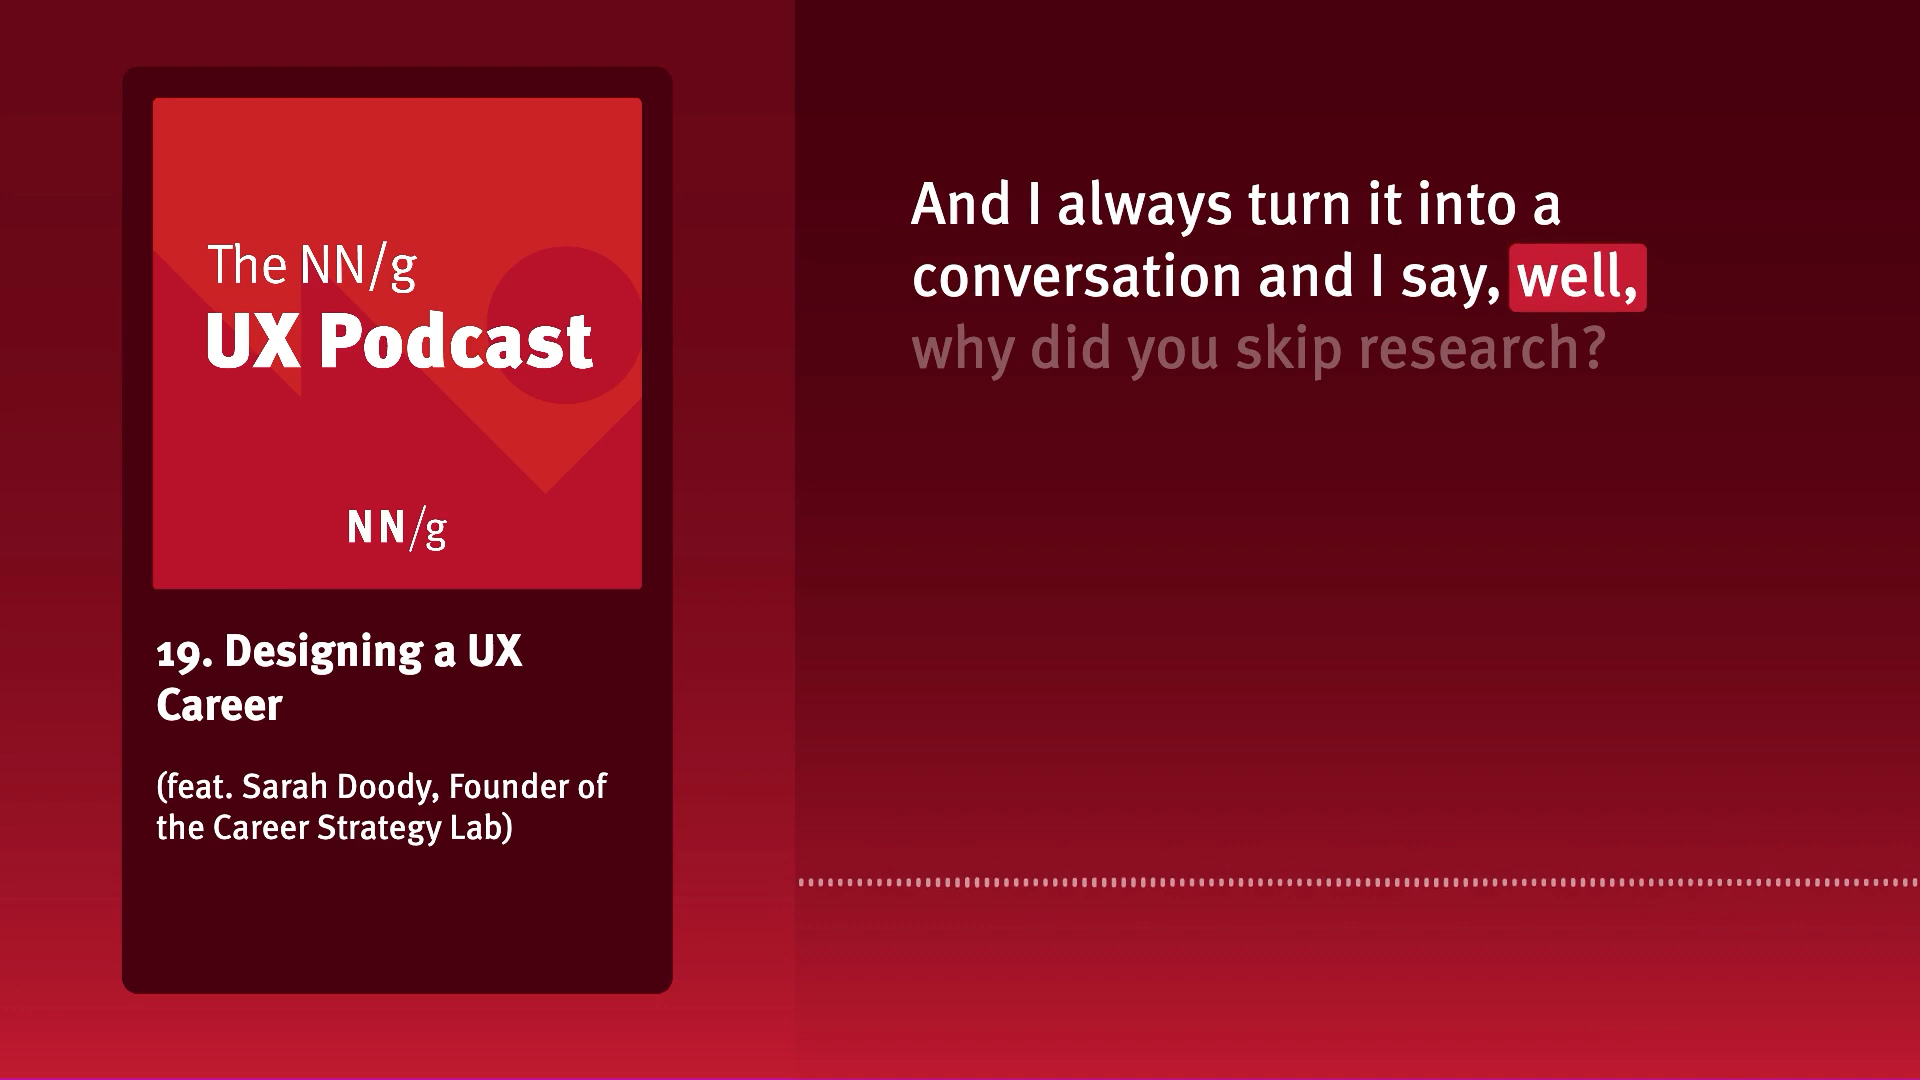 The NN/g
UX Podcast
NN/g
19. Designing a UX
Career
(feat. Sarah Doody, Founder of
the Career Strategy Lab)
And I always turn it into a
conversation and I say, well,
why did you skip research?